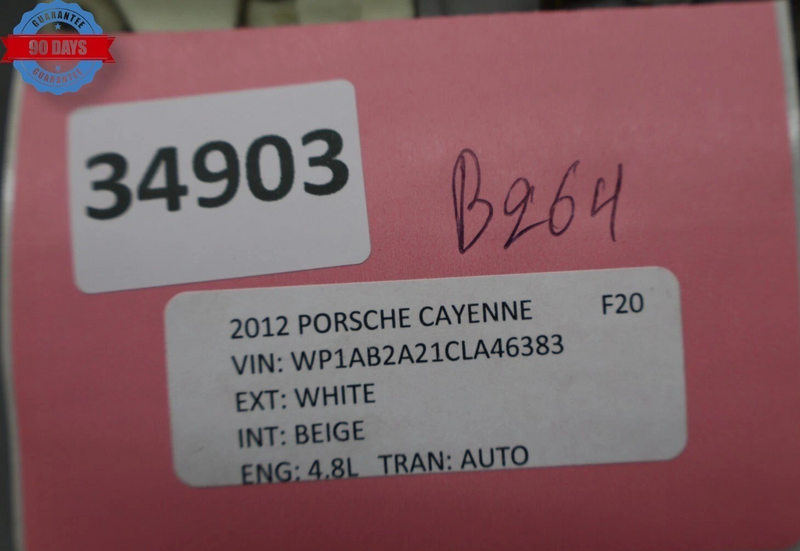 GUARANTEE
90 DAYS
GUARANTEE
34903
B264
2012 PORSCHE CAYENNE F20
VIN: WP1AB2A21CLA46383
EXT: WHITE
INT: BEIGE
ENG: 4.8L TRAN: AUTO